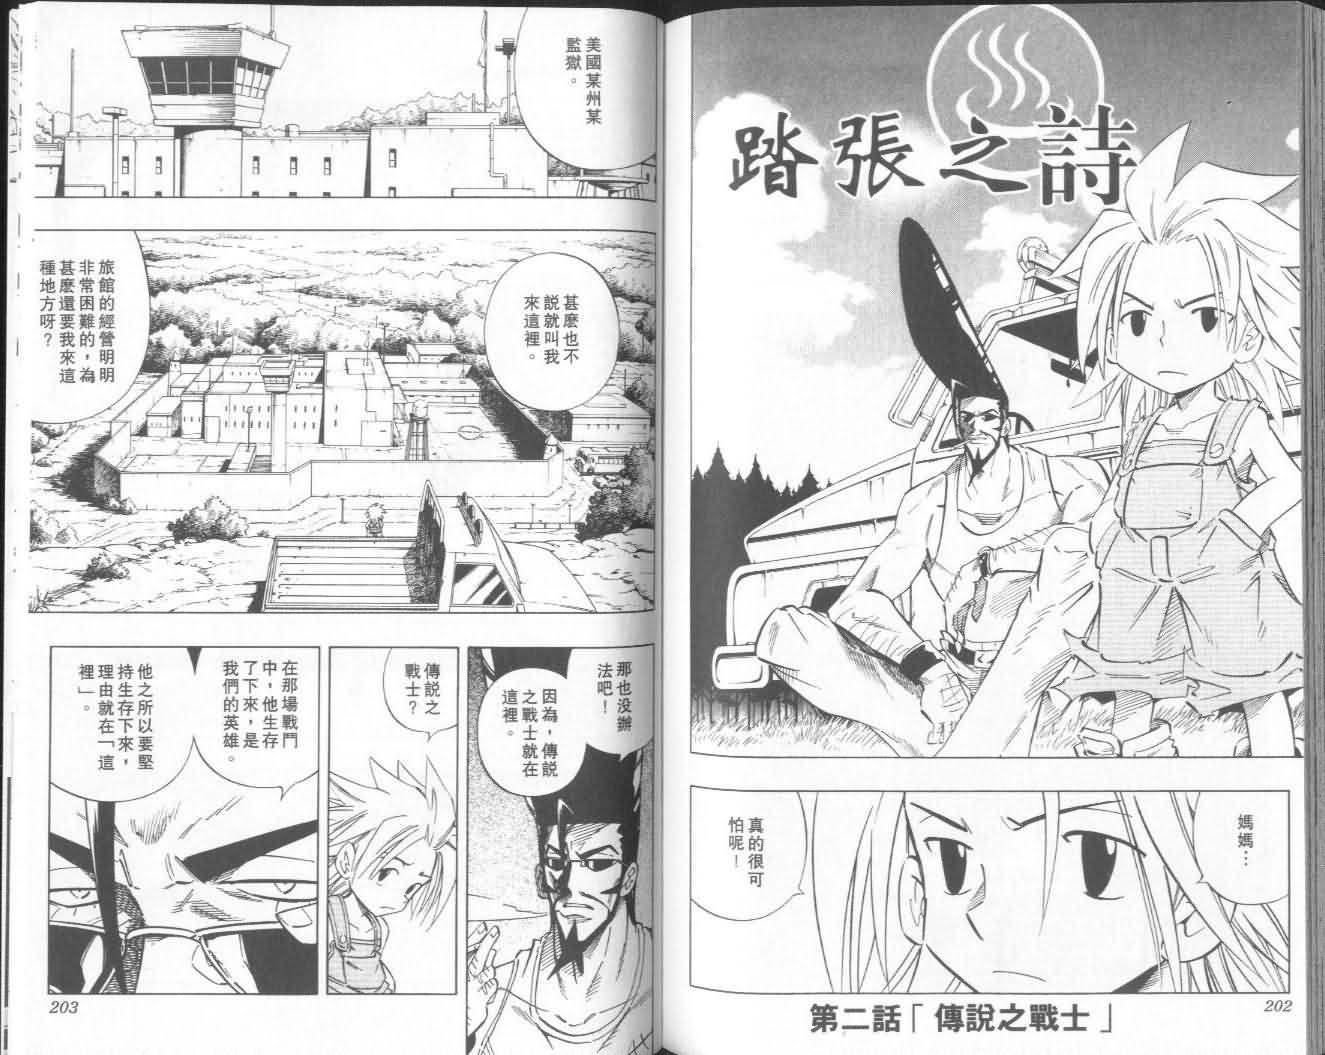 踏張之詩
媽媽…
真的很可
怕呢！
第二話「傳說之戰士」
202
美國某州某
監獄。
甚麽也不
說就叫我
來這裡。
旅館的經營明明
非常困難的，為
甚麽還要我來這
種地方呀？
那也没辦
法吧！
因為，傳說
之戰士就在
這裡。
傳說之
戰士？
在那場戰鬥
中，他生存
了下來，是
我們的英雄。
他之所以要堅
持生存下來，
理由就在「這
裡」。
203